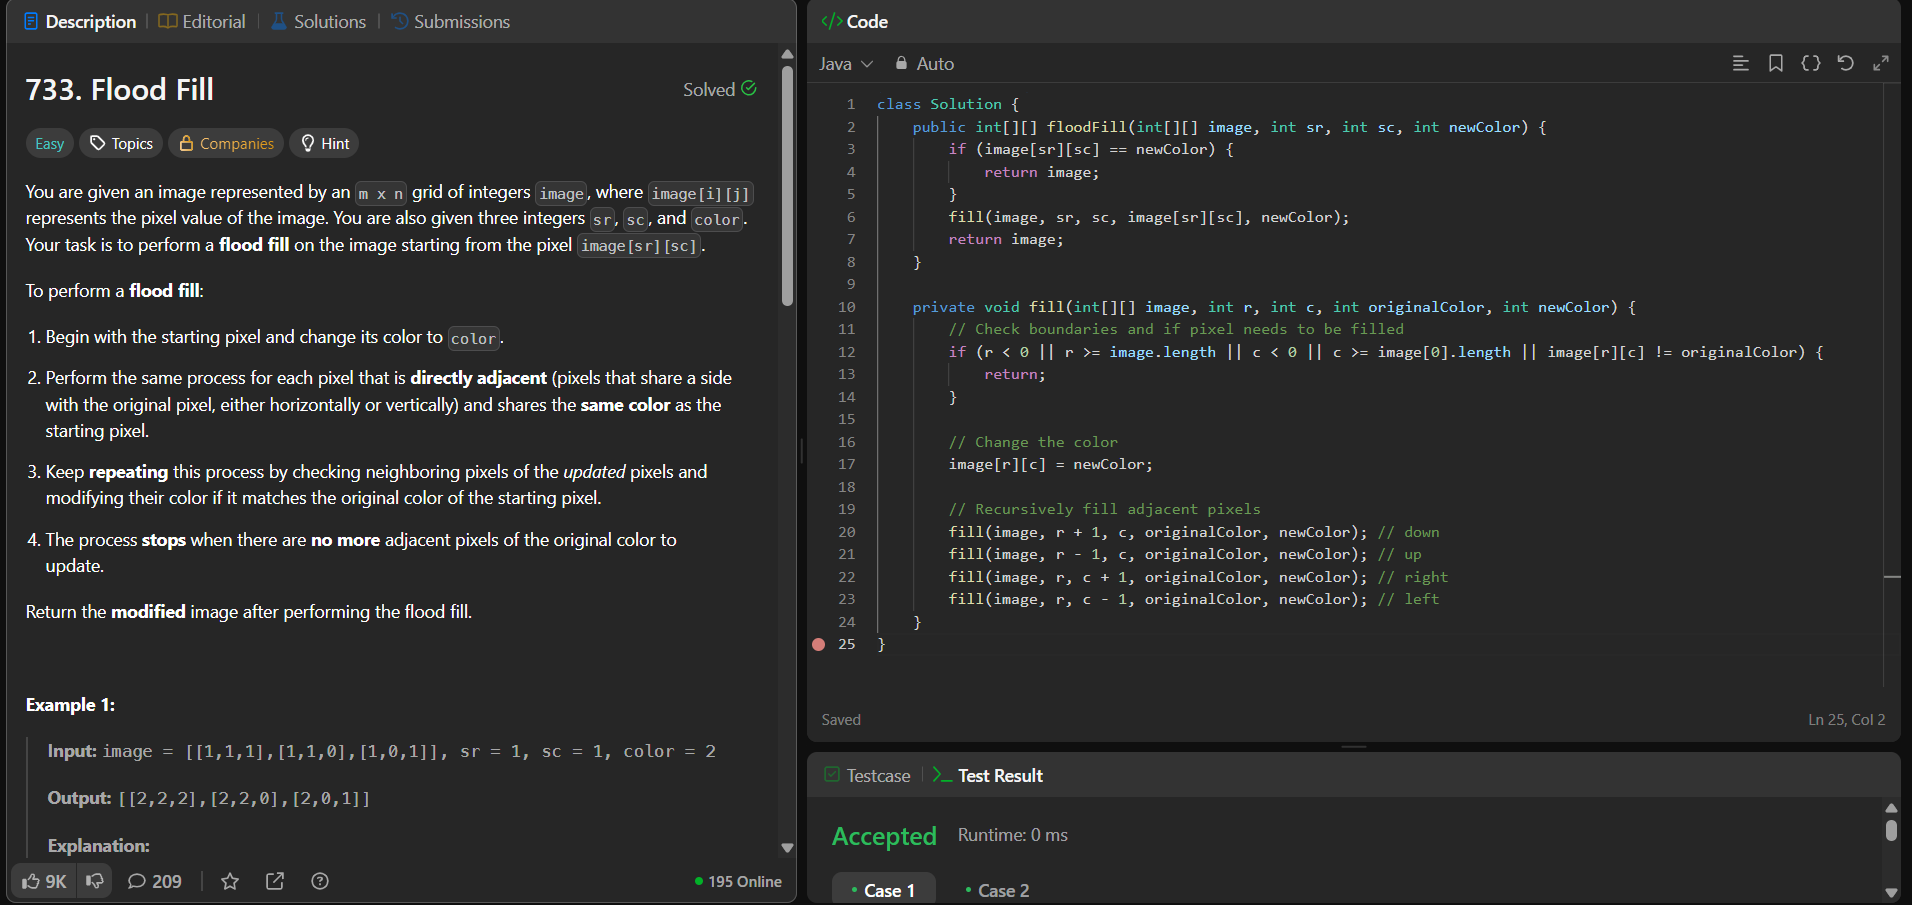 Description
Editorial
Solutions
Submissions
733. Flood Fill
Solved
Easy
Topics
Companies
Hint
You are given an image represented by an m x n grid of integers image, where image[i][j]
represents the pixel value of the image. You are also given three integers sr, sc, and color.
Your task is to perform a flood fill on the image starting from the pixel image[sr][sc].
To perform a flood fill:
1. Begin with the starting pixel and change its color to color.
2. Perform the same process for each pixel that is directly adjacent (pixels that share a side
with the original pixel, either horizontally or vertically) and shares the same color as the
starting pixel.
3. Keep repeating this process by checking neighboring pixels of the updated pixels and
modifying their color if it matches the original color of the starting pixel.
4. The process stops when there are no more adjacent pixels of the original color to
update.
Return the modified image after performing the flood fill.
Example 1:
Input: image = [[1,1,1],[1,1,0],[1,0,1]], sr = 1, sc = 1, color = 2
Output: [[2,2,2],[2,2,0],[2,0,1]]
Explanation:
9K
209
195 Online
</> Code
Java
Auto
1 class Solution {
2     public int[][] floodFill(int[][] image, int sr, int sc, int newColor) {
3         if (image[sr][sc] == newColor) {
4             return image;
5         }
6         fill(image, sr, sc, image[sr][sc], newColor);
7         return image;
8     }
9
10     private void fill(int[][] image, int r, int c, int originalColor, int newColor) {
11         // Check boundaries and if pixel needs to be filled
12         if (r < 0 || r >= image.length || c < 0 || c >= image[0].length || image[r][c] != originalColor) {
13             return;
14         }
15
16         // Change the color
17         image[r][c] = newColor;
18
19         // Recursively fill adjacent pixels
20         fill(image, r + 1, c, originalColor, newColor); // down
21         fill(image, r - 1, c, originalColor, newColor); // up
22         fill(image, r, c + 1, originalColor, newColor); // right
23         fill(image, r, c - 1, originalColor, newColor); // left
24     }
25 }
Saved
Ln 25, Col 2
Testcase
Test Result
Accepted
Runtime: 0 ms
Case 1
Case 2